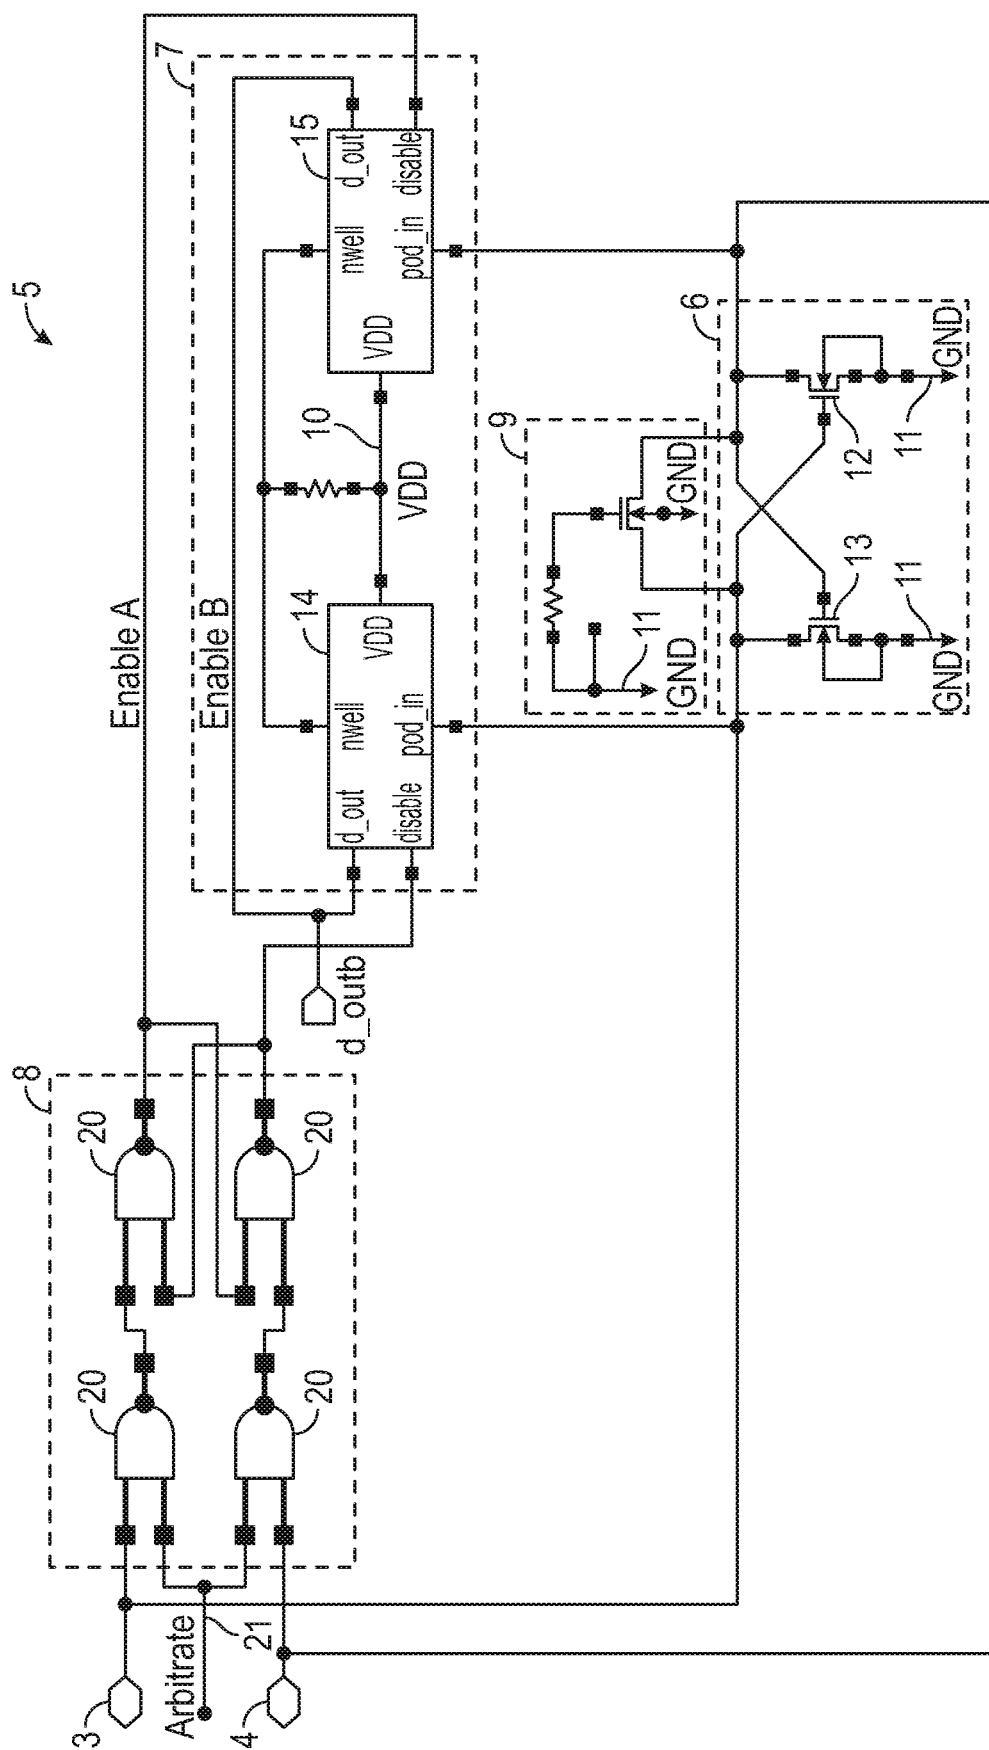 5
Enable A
7
Enable B
15
d_out
disable
nwell
pod_in
VDD
10
VDD
14
VDD
nwell
pod_in
d_out
disable
d_outb
8
20
20
20
20
3
Arbitrate
21
4
9
GND
11
GND
6
GND
12
11
13
11
GND